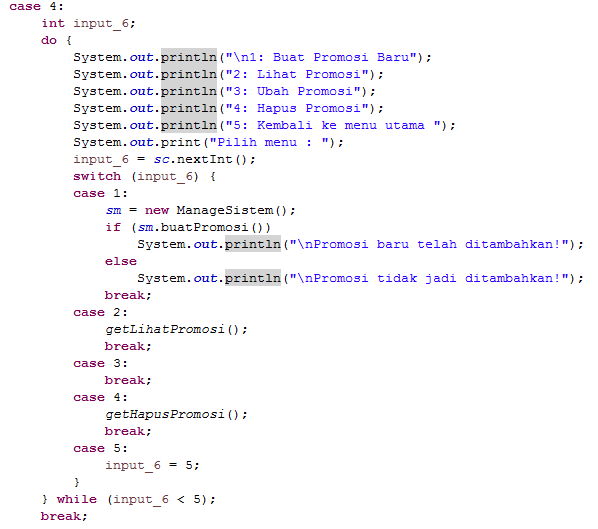 case 4:
    int input_6;
    do {
        System.out.println("\n1: Buat Promosi Baru");
        System.out.println("2: Lihat Promosi");
        System.out.println("3: Ubah Promosi");
        System.out.println("4: Hapus Promosi");
        System.out.println("5: Kembali ke menu utama ");
        System.out.print("Pilih menu : ");
        input_6 = sc.nextInt();
        switch (input_6) {
        case 1:
            sm = new ManageSistem();
            if (sm.buatPromosi())
                System.out.println("\nPromosi baru telah ditambahkan!");
            else
                System.out.println("\nPromosi tidak jadi ditambahkan!");
            break;
        case 2:
            getLihatPromosi();
            break;
        case 3:
            break;
        case 4:
            getHapusPromosi();
            break;
        case 5:
            input_6 = 5;
        }
    } while (input_6 < 5);
    break;